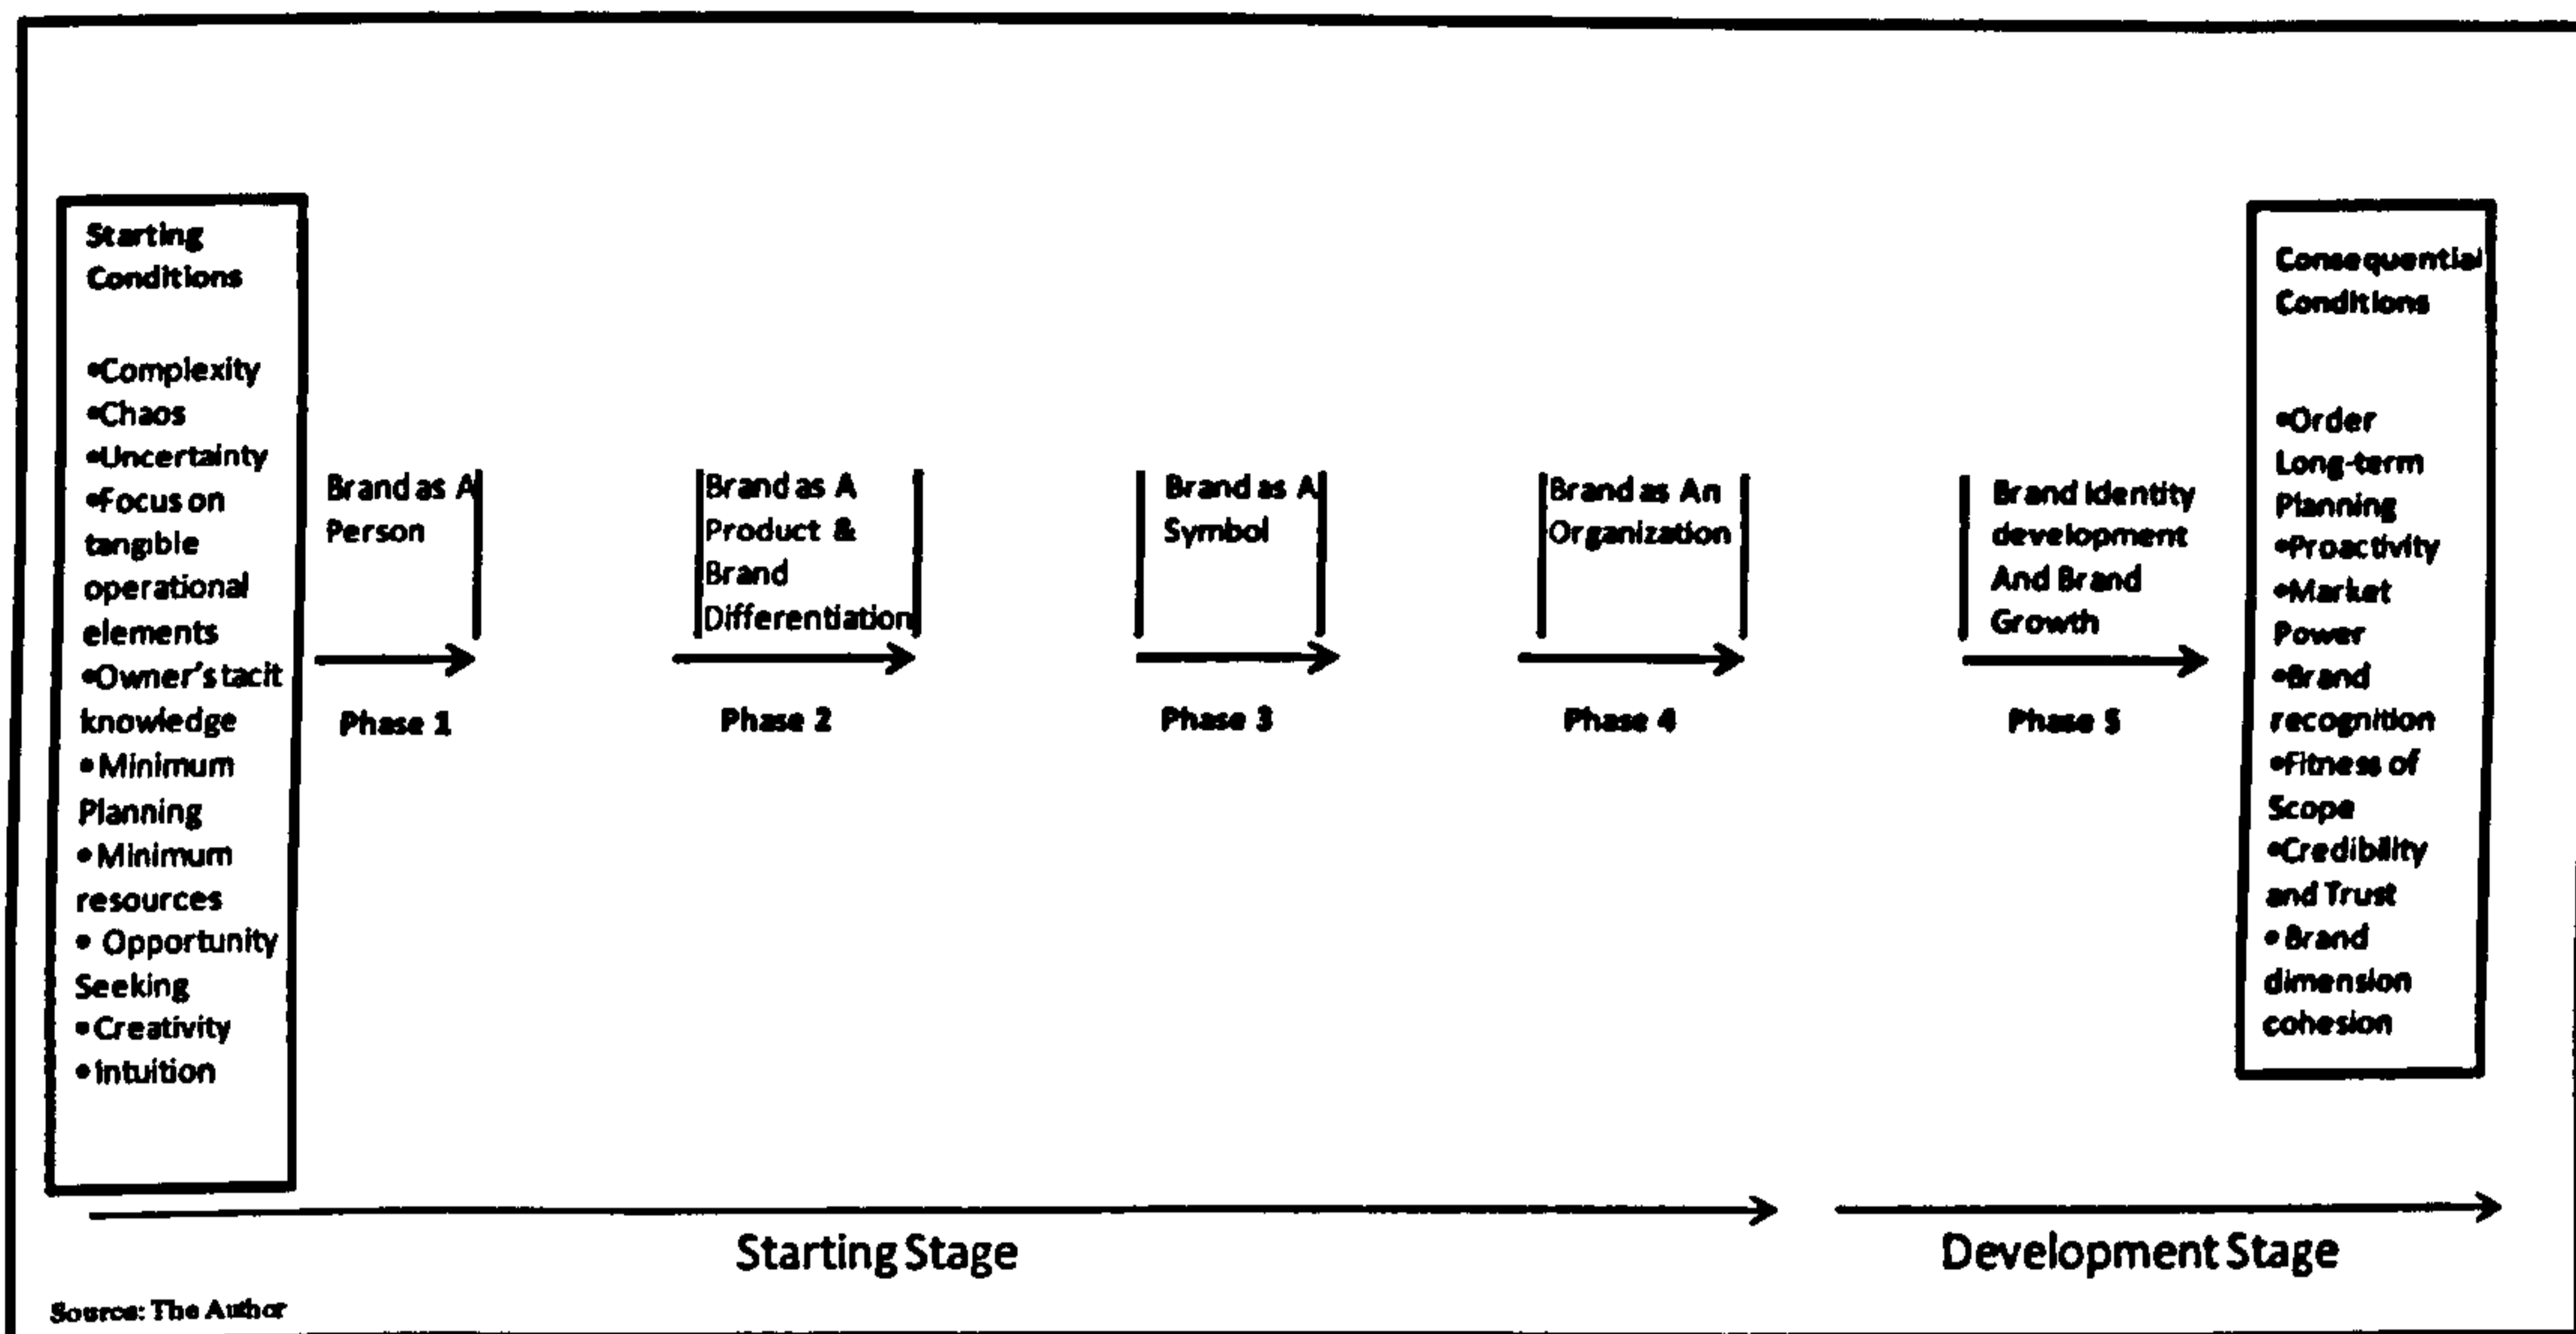 Starting
Conditions
•Complexity
•Chaos
•Uncertainty
•Focus on
tangible
operational
elements
•Owner's tacit
knowledge
• Minimum
Planning
• Minimum
resources
• Opportunity
Seeking
• Creativity
• Intuition
Brand as A
Person
Phase 1
Brand as A
Product &
Brand
Differentiation
Phase 2
Brand as A
Symbol
Phase 3
Brand as An
Organization
Phase 4
Brand Identity
development
And Brand
Growth
Phase 5
Consequential
Conditions
•Order
Long-term
Planning
•Proactivity
•Market
Power
•Brand
recognition
•Fitness of
Scope
•Credibility
and Trust
• Brand
dimension
cohesion
Starting Stage
Development Stage
Source: The Author